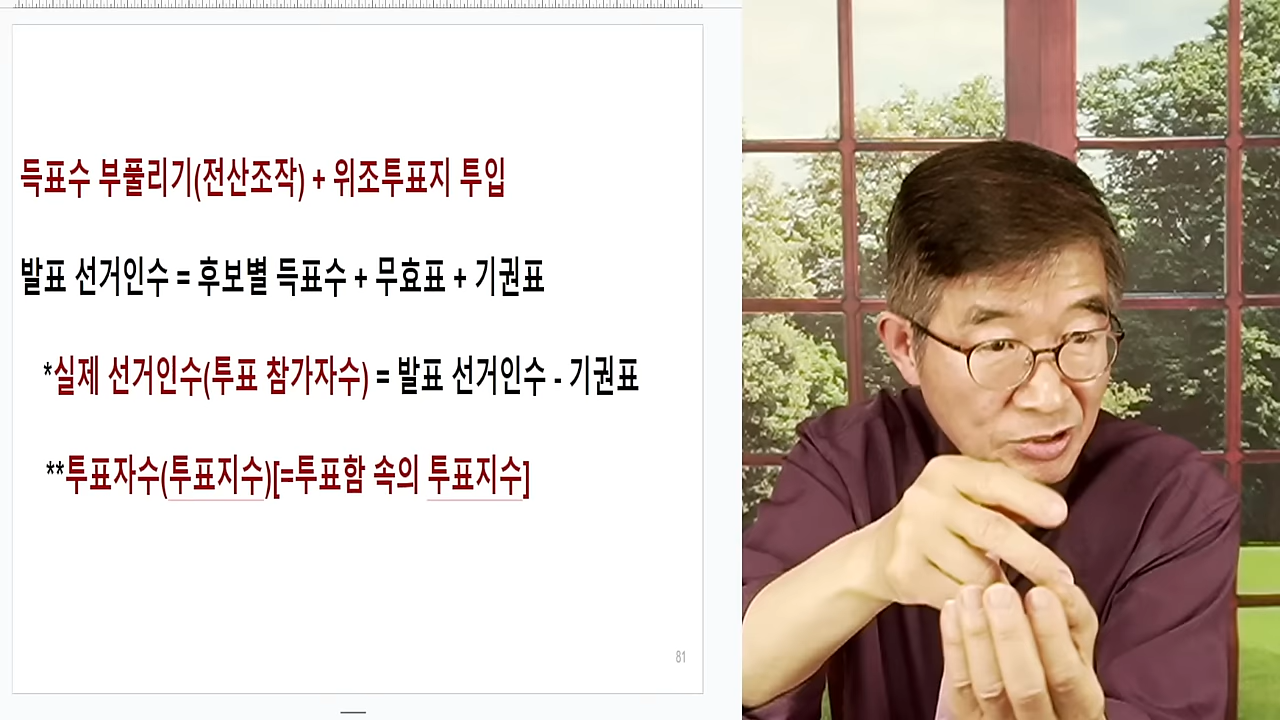 득표수 부풀리기(전산조작) + 위조투표지 투입
발표 선거인수 = 후보별 득표수 + 무효표 + 기권표
*실제 선거인수(투표 참가자수) = 발표 선거인수 - 기권표
**투표자수(투표지수)[=투표함 속의 투표지수]
81